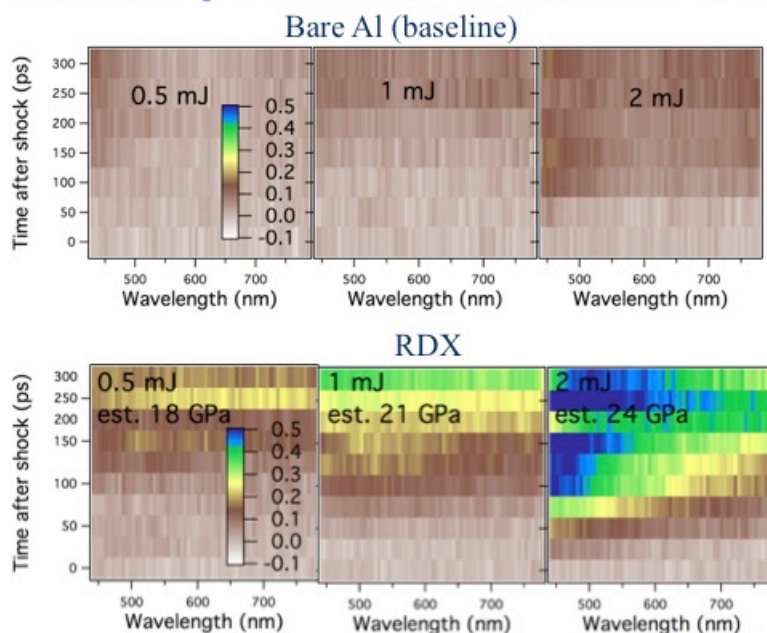 Bare Al (baseline)
Time after shock (ps)
300
250
200
150
100
50
0
0.5 mJ
0.5
0.4
0.3
0.2
0.1
0.0
-0.1
1 mJ
2 mJ
500 600 700
500 600 700
500 600 700
Wavelength (nm)
Wavelength (nm)
Wavelength (nm)
RDX
Time after shock (ps)
300
250
200
150
100
50
0
0.5 mJ
est. 18 GPa
0.5
0.4
0.3
0.2
0.1
0.0
-0.1
1 mJ
est. 21 GPa
2 mJ
est. 24 GPa
500 600 700
500 600 700
500 600 700
Wavelength (nm)
Wavelength (nm)
Wavelength (nm)